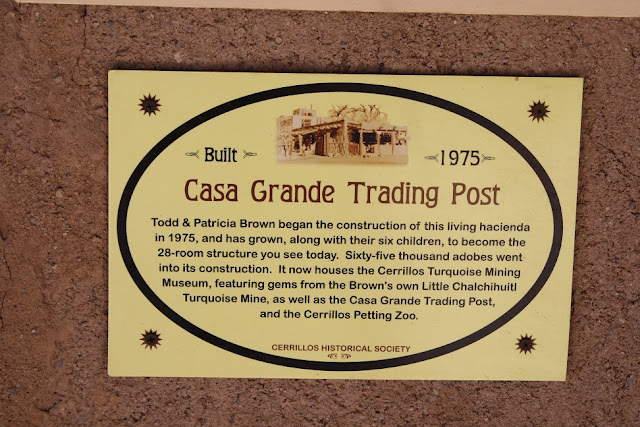 Built 1975
Casa Grande Trading Post
Todd & Patricia Brown began the construction of this living hacienda
in 1975, and has grown, along with their six children, to become the
28-room structure you see today. Sixty-five thousand adobes went
into its construction. It now houses the Cerrillos Turquoise Mining
Museum, featuring gems from the Brown's own Little Chalchihuitl
Turquoise Mine, as well as the Casa Grande Trading Post,
and the Cerrillos Petting Zoo.
CERRILLOS HISTORICAL SOCIETY